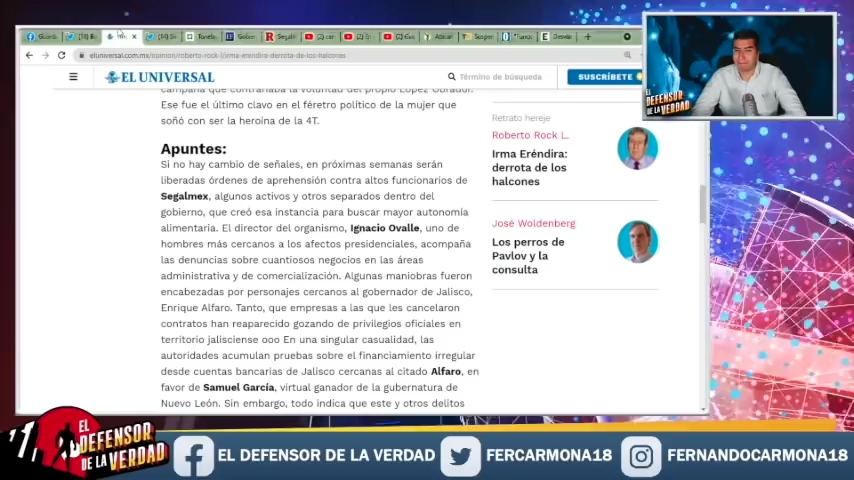 Guard
eluniversal.com.mx/opinion/roberto-rock-l/irma-erendira-derrota-de-los-halcones
EL UNIVERSAL
Término de búsqueda
SUSCRÍBETE
campaña que contrariaba la voluntad del propio López Obrador.
Ese fue el último clavo en el féretro político de la mujer que
soñó con ser la heroína de la 4T.
Apuntes:
Si no hay cambio de señales, en próximas semanas serán
liberadas órdenes de aprehensión contra altos funcionarios de
Segalmex, algunos activos y otros separados dentro del
gobierno, que creó esa instancia para buscar mayor autonomía
alimentaria. El director del organismo, Ignacio Ovalle, uno de
hombres más cercanos a los afectos presidenciales, acompaña
las denuncias sobre cuantiosos negocios en las áreas
administrativa y de comercialización. Algunas maniobras fueron
encabezadas por personajes cercanos al gobernador de Jalisco,
Enrique Alfaro. Tanto, que empresas a las que les cancelaron
contratos han reaparecido gozando de privilegios oficiales en
territorio jalisciense ooo En una singular casualidad, las
autoridades acumulan pruebas sobre el financiamiento irregular
desde cuentas bancarias de Jalisco cercanas al citado Alfaro, en
favor de Samuel García, virtual ganador de la gubernatura de
Nuevo León. Sin embargo, todo indica que este y otros delitos
Retrato hereje
Roberto Rock L.
Irma Eréndira:
derrota de los
halcones
José Woldenberg
Los perros de
Pavlov y la
consulta
EL
DEFENSOR
DE LA VERDAD
EL
DEFENSOR
DE LA VERDAD
EL DEFENSOR DE LA VERDAD
FERCARMONA18
FERNANDOCARMONA18